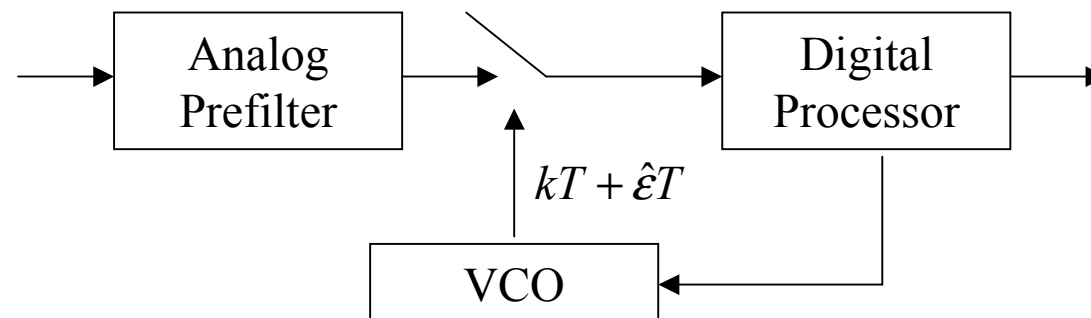 Analog
Prefilter
Digital
Processor
kT + ε̂T
VCO